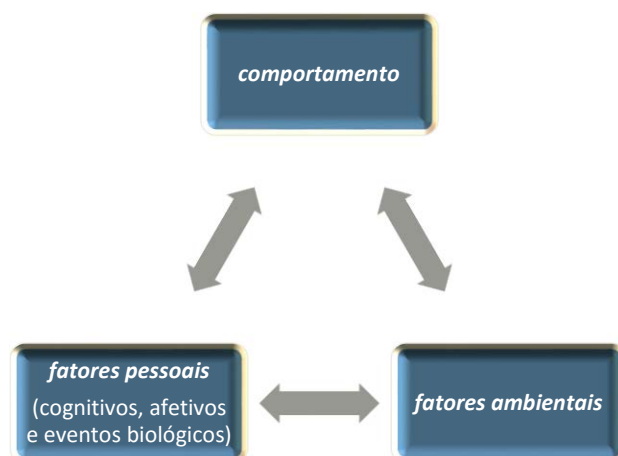 comportamento
fatores pessoais
(cognitivos, afetivos
e eventos biológicos)
fatores ambientais